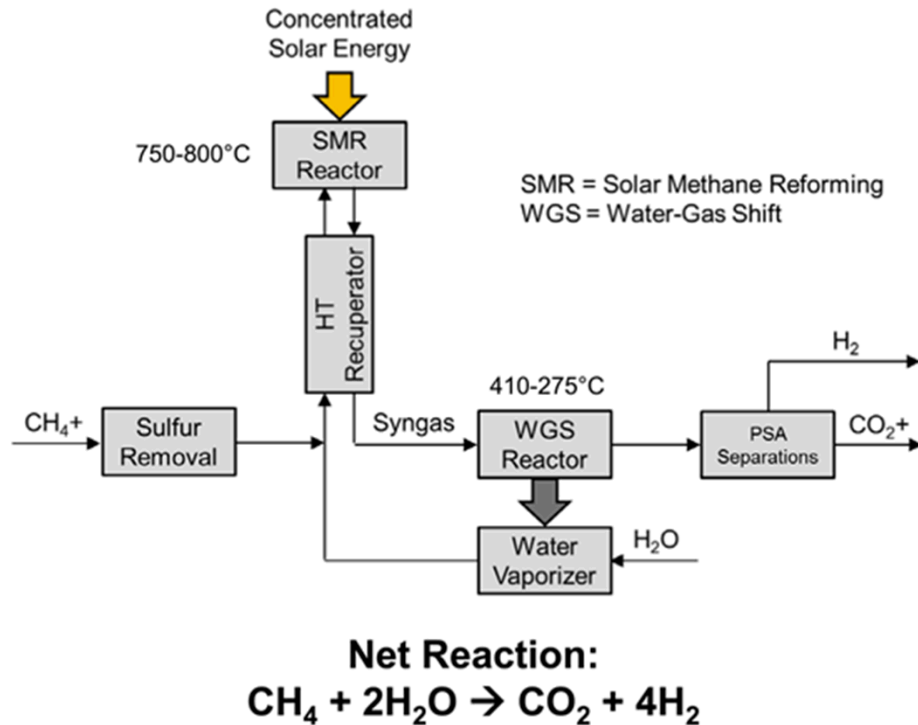 Concentrated
Solar Energy
750-800°C
SMR
Reactor
SMR = Solar Methane Reforming
WGS = Water-Gas Shift
HT
Recuperator
410-275°C
H₂
CH₄+
Sulfur
Removal
Syngas
WGS
Reactor
PSA
Separations
CO₂+
Water
Vaporizer
H₂O
Net Reaction:
CH₄ + 2H₂O → CO₂ + 4H₂